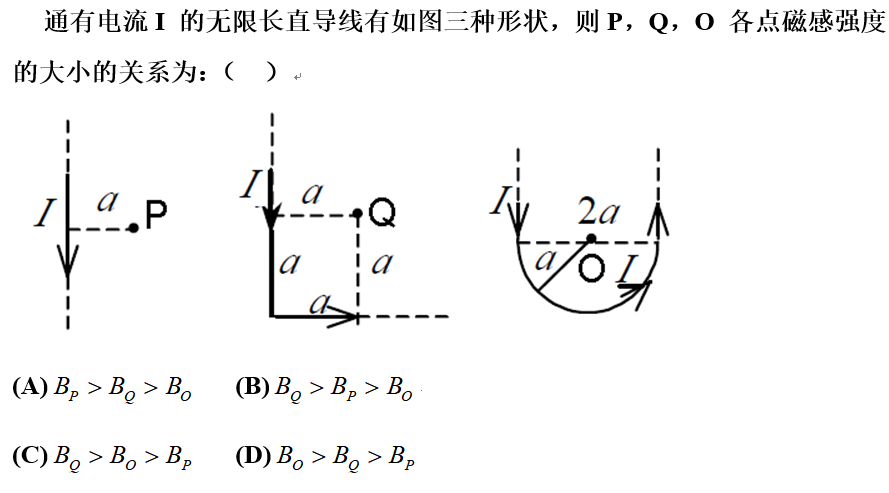 通有电流 I 的无限长直导线有如图三种形状，则 P，Q，O 各点磁感强度
的大小的关系为：（ ）
I a P
I a Q a a a
I 2a a O I
(A) B_P > B_Q > B_O (B) B_Q > B_P > B_O
(C) B_Q > B_O > B_P (D) B_O > B_Q > B_P